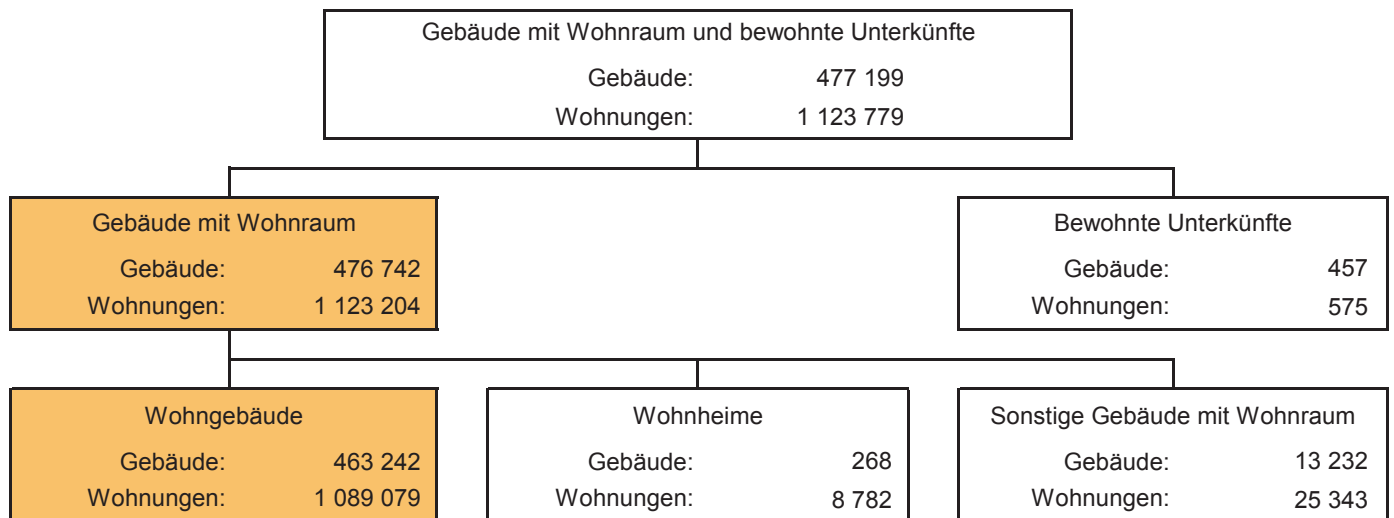 Gebäude mit Wohnraum und bewohnte Unterkünfte
Gebäude: 477 199
Wohnungen: 1 123 779
Gebäude mit Wohnraum
Gebäude: 476 742
Wohnungen: 1 123 204
Bewohnte Unterkünfte
Gebäude: 457
Wohnungen: 575
Wohngebäude
Gebäude: 463 242
Wohnungen: 1 089 079
Wohnheime
Gebäude: 268
Wohnungen: 8 782
Sonstige Gebäude mit Wohnraum
Gebäude: 13 232
Wohnungen: 25 343